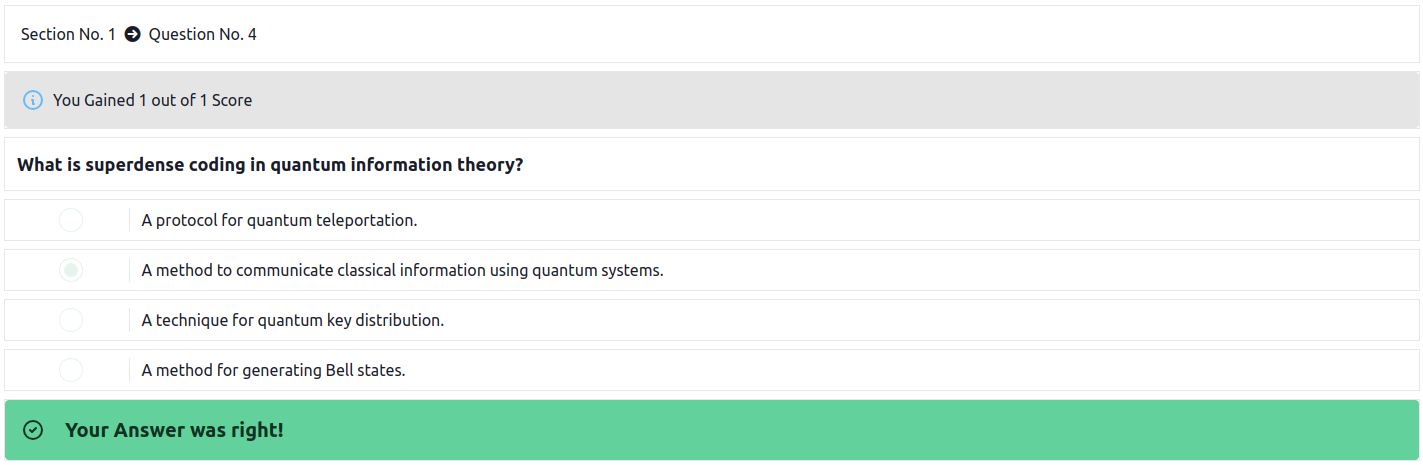 Section No. 1 Question No. 4
You Gained 1 out of 1 Score
What is superdense coding in quantum information theory?
A protocol for quantum teleportation.
A method to communicate classical information using quantum systems.
A technique for quantum key distribution.
A method for generating Bell states.
Your Answer was right!